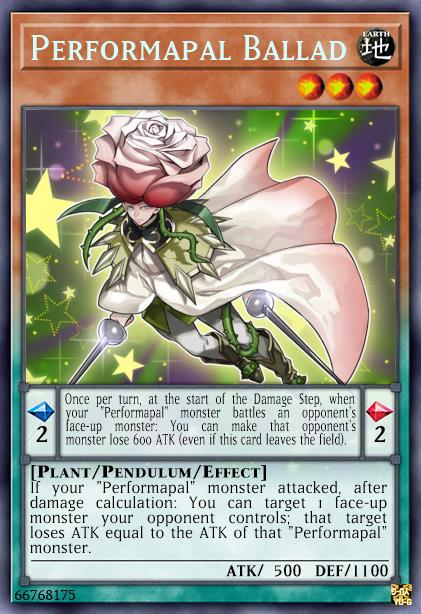 PERFORMAPAL BALLAD
EARTH
地
Once per turn, at the start of the Damage Step, when
your "Performapal" monster battles an opponent's
face-up monster: You can make that opponent's
monster lose 600 ATK (even if this card leaves the field).
2
2
[PLANT/PENDULUM/EFFECT]
If your "Performapal" monster attacked, after
damage calculation: You can target 1 face-up
monster your opponent controls; that target
loses ATK equal to the ATK of that "Performapal"
monster.
ATK/ 500 DEF/1100
66768175